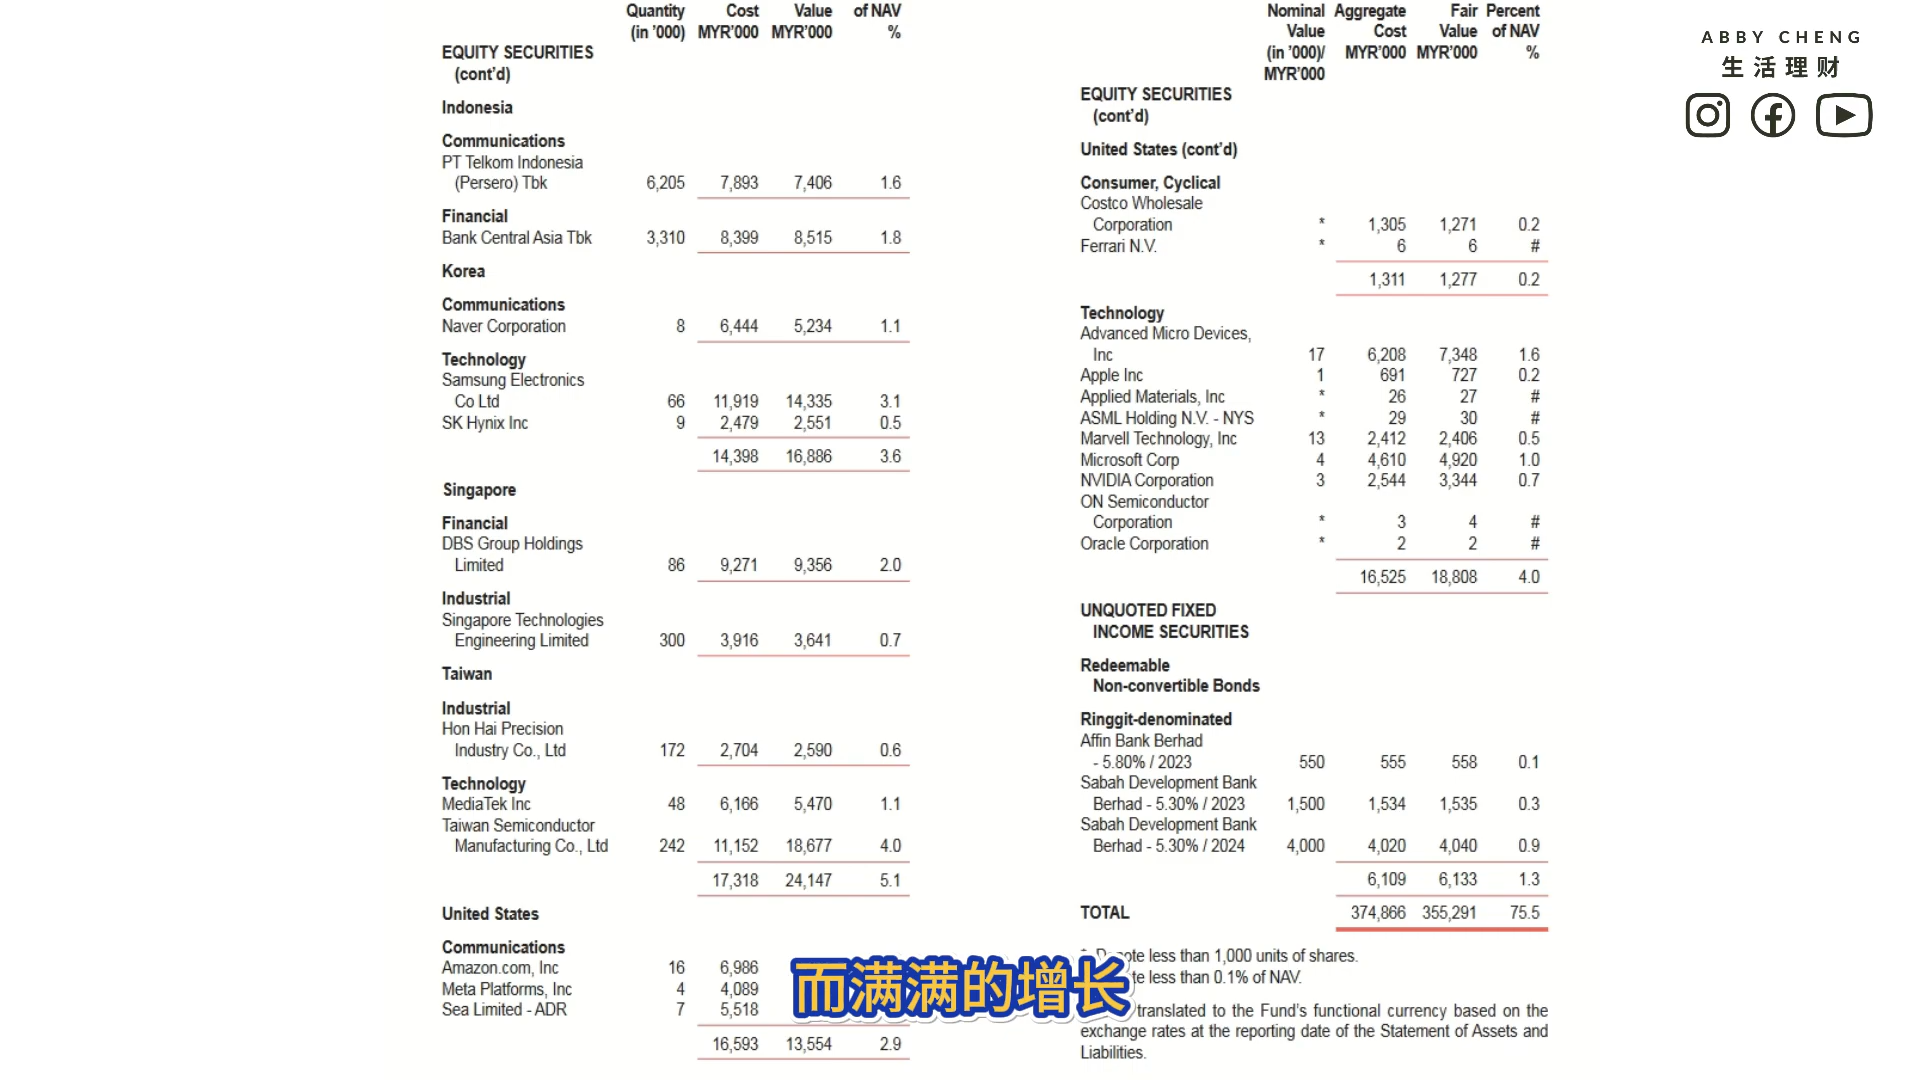 Quantity Cost Value of NAV
(in '000) MYR'000 MYR'000 %
EQUITY SECURITIES
(cont'd)
Indonesia
Communications
PT Telkom Indonesia
(Persero) Tbk 6,205 7,893 7,406 1.6
Financial
Bank Central Asia Tbk 3,310 8,399 8,515 1.8
Korea
Communications
Naver Corporation 8 6,444 5,234 1.1
Technology
Samsung Electronics
Co Ltd 66 11,919 14,335 3.1
SK Hynix Inc 9 2,479 2,551 0.5
14,398 16,886 3.6
Singapore
Financial
DBS Group Holdings
Limited 86 9,271 9,356 2.0
Industrial
Singapore Technologies
Engineering Limited 300 3,916 3,641 0.7
Taiwan
Industrial
Hon Hai Precision
Industry Co., Ltd 172 2,704 2,590 0.6
Technology
MediaTek Inc 48 6,166 5,470 1.1
Taiwan Semiconductor
Manufacturing Co., Ltd 242 11,152 18,677 4.0
17,318 24,147 5.1
United States
Communications
Amazon.com, Inc 16 6,986
Meta Platforms, Inc 4 4,089
Sea Limited - ADR 7 5,518
16,593 13,554 2.9
Nominal Aggregate Fair Percent
Value Cost Value of NAV
(in '000)/ MYR'000 MYR'000 %
MYR'000
EQUITY SECURITIES
(cont'd)
United States (cont'd)
Consumer, Cyclical
Costco Wholesale
Corporation * 1,305 1,271 0.2
Ferrari N.V. * 6 6 #
1,311 1,277 0.2
Technology
Advanced Micro Devices,
Inc 17 6,208 7,348 1.6
Apple Inc 1 691 727 0.2
Applied Materials, Inc * 26 27 #
ASML Holding N.V. - NYS * 29 30 #
Marvell Technology, Inc 13 2,412 2,406 0.5
Microsoft Corp 4 4,610 4,920 1.0
NVIDIA Corporation 3 2,544 3,344 0.7
ON Semiconductor
Corporation * 3 4 #
Oracle Corporation * 2 2 #
16,525 18,808 4.0
UNQUOTED FIXED
INCOME SECURITIES
Redeemable
Non-convertible Bonds
Ringgit-denominated
Affin Bank Berhad
- 5.80% / 2023 550 555 558 0.1
Sabah Development Bank
Berhad - 5.30% / 2023 1,500 1,534 1,535 0.3
Sabah Development Bank
Berhad - 5.30% / 2024 4,000 4,020 4,040 0.9
6,109 6,133 1.3
TOTAL 374,866 355,291 75.5
less than 1,000 units of shares.
less than 0.1% of NAV.
translated to the Fund's functional currency based on the
exchange rates at the reporting date of the Statement of Assets and
Liabilities.
而满满的增长
ABBY CHENG
生活理财